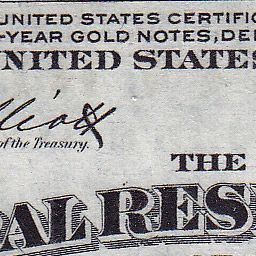 UNITED STATES CERTIFIC
-YEAR GOLD NOTES, DE
UNITED STATES
of the Treasury.
THE
AL RES